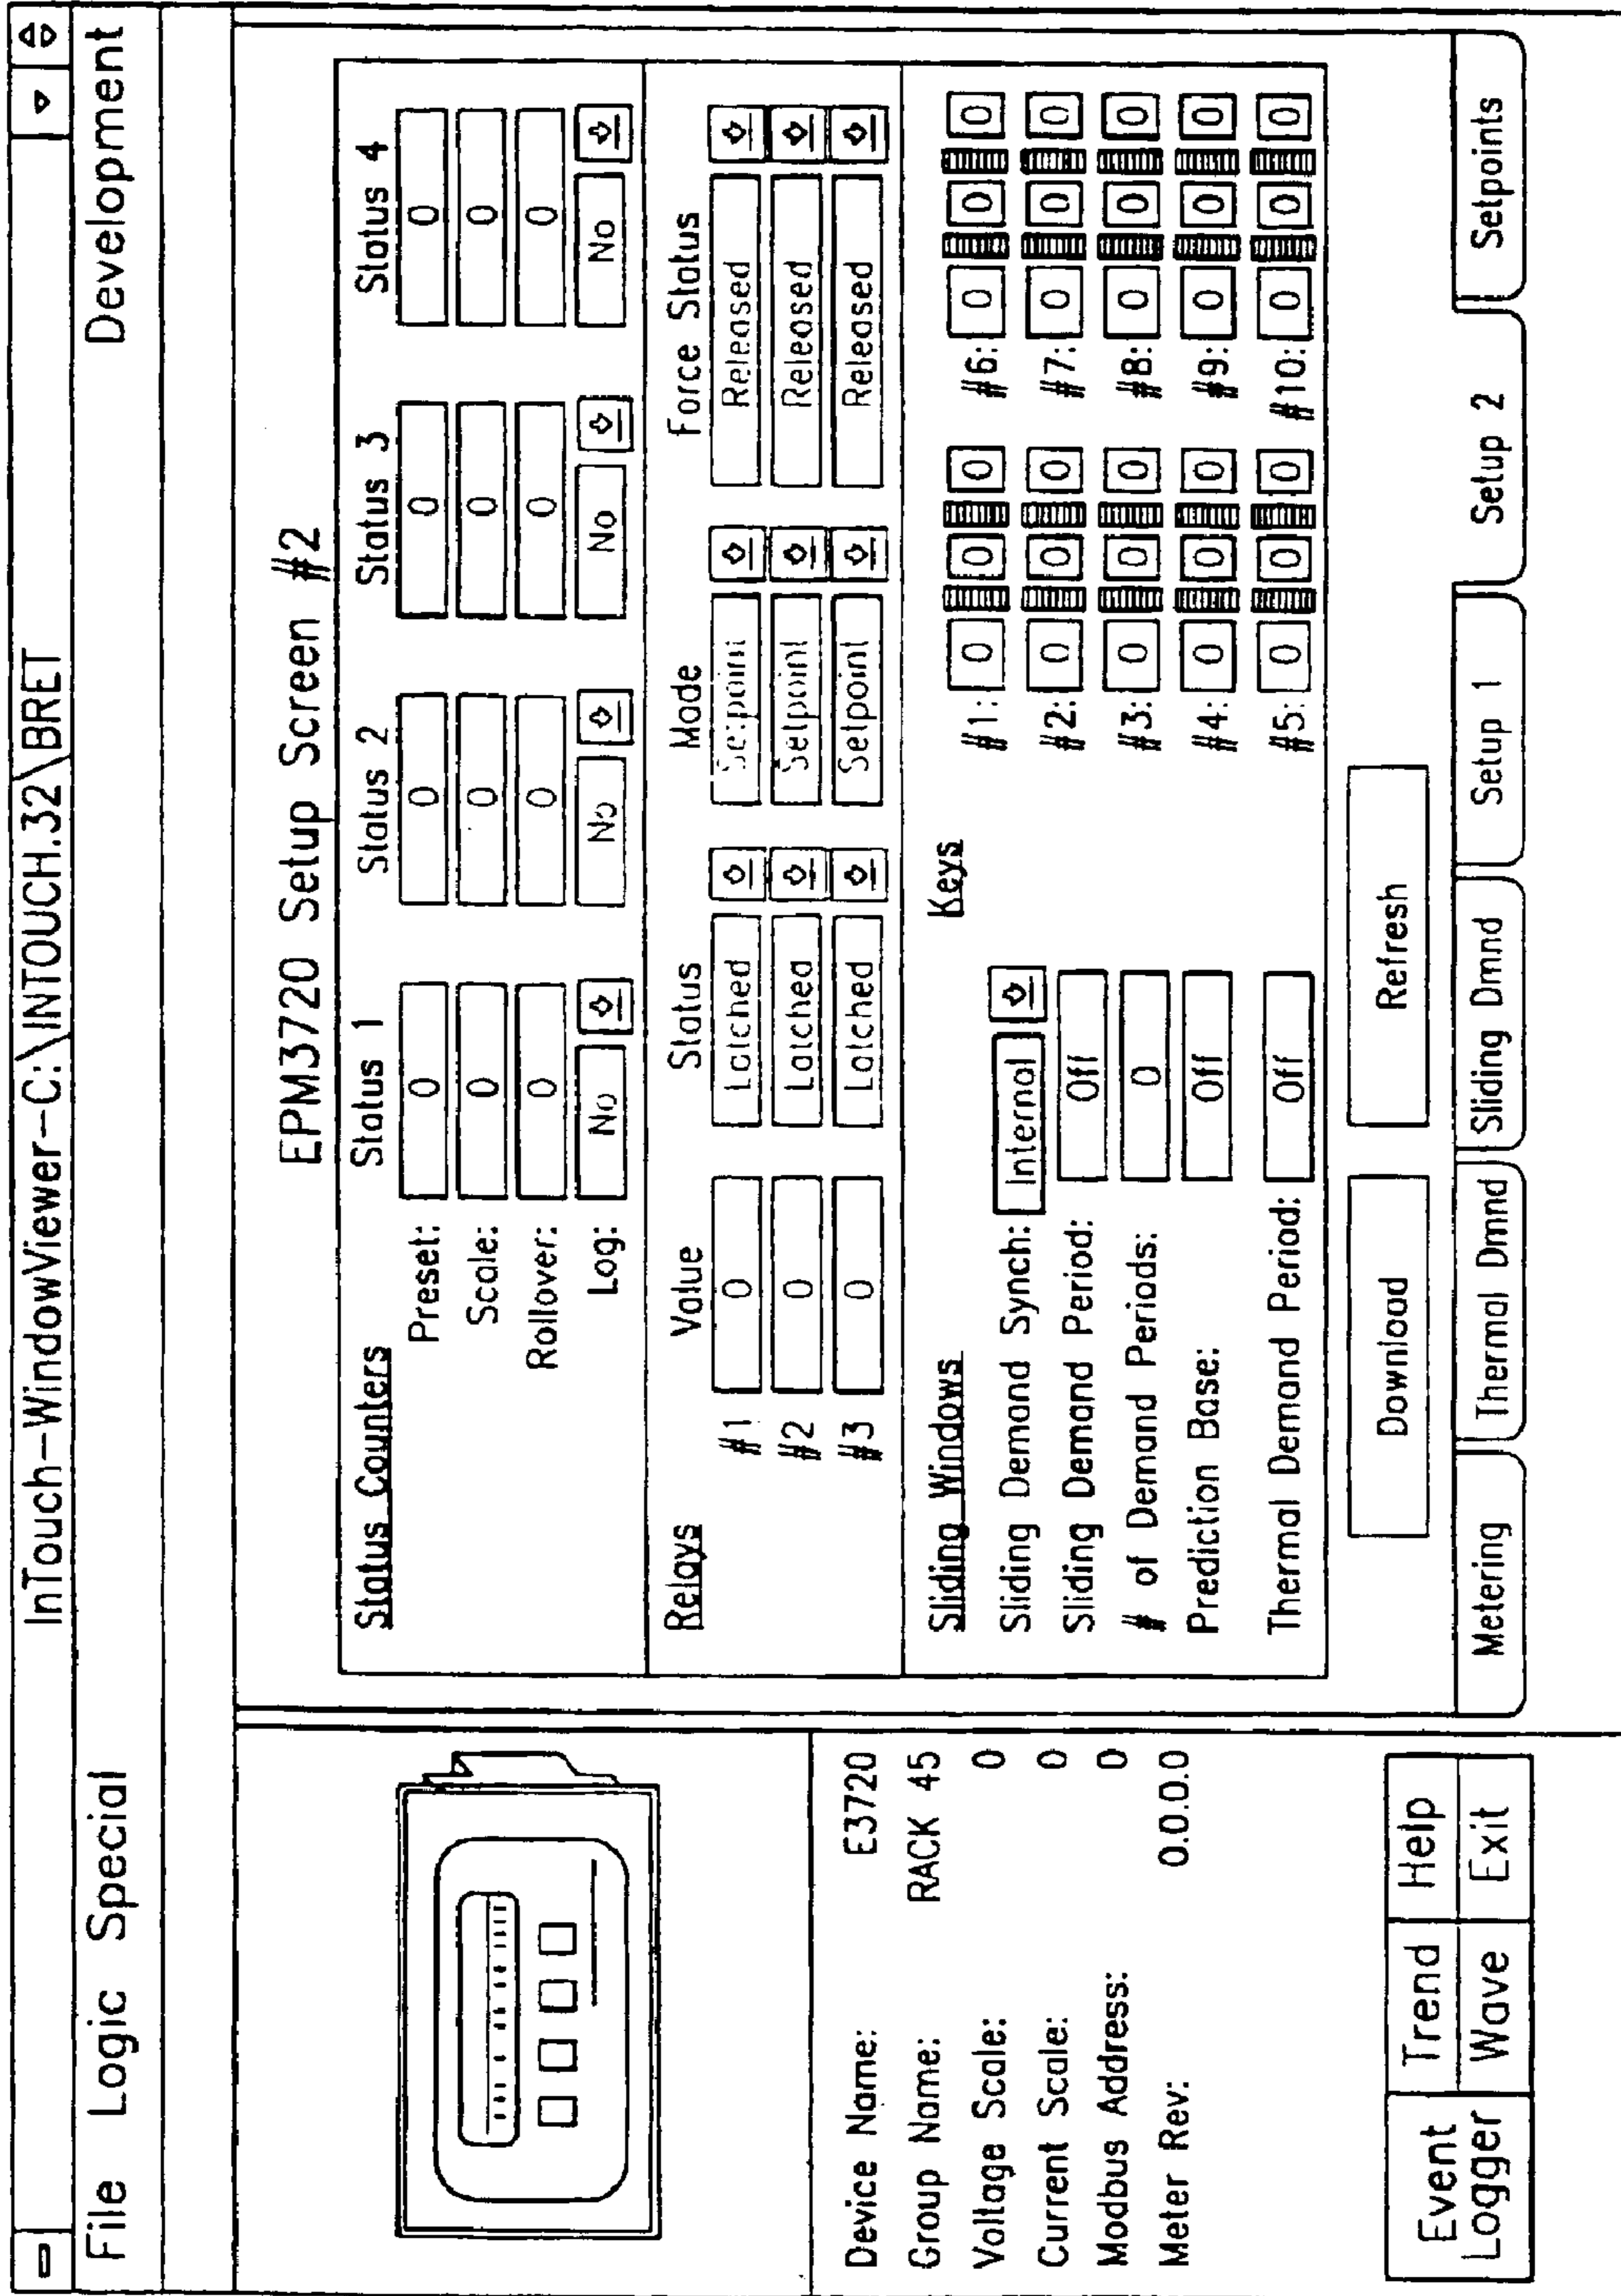 InTouch-WindowViewer-C:\INTOUCH.32\BRET
File Logic Special Development
EPM3720 Setup Screen #2
Status Counters
Status 1 Status 2 Status 3 Status 4
Preset: 0 0 0 0
Scale: 0 0 0 0
Rollover: 0 0 0 0
Log: No No No No
Relays
Value Status Mode Force Status
#1 0 Latched Setpoint Released
#2 0 Latched Setpoint Released
#3 0 Latched Setpoint Released
Sliding Windows
Sliding Demand Synch: Internal
Sliding Demand Period: Off
# of Demand Periods: 0
Prediction Base: Off
Thermal Demand Period: Off
Keys
#1: 0 0 0 #6: 0 0 0
#2: 0 0 0 #7: 0 0 0
#3: 0 0 0 #8: 0 0 0
#4: 0 0 0 #9: 0 0 0
#5: 0 0 0 #10: 0 0 0
Download Refresh
Metering Thermal Dmnd Sliding Dmnd Setup 1 Setup 2 Setpoints
Device Name: E3720
Group Name: RACK 45
Voltage Scale: 0
Current Scale: 0
Modbus Address: 0
Meter Rev: 0.0.0.0
Event Logger
Trend Help
Wave Exit